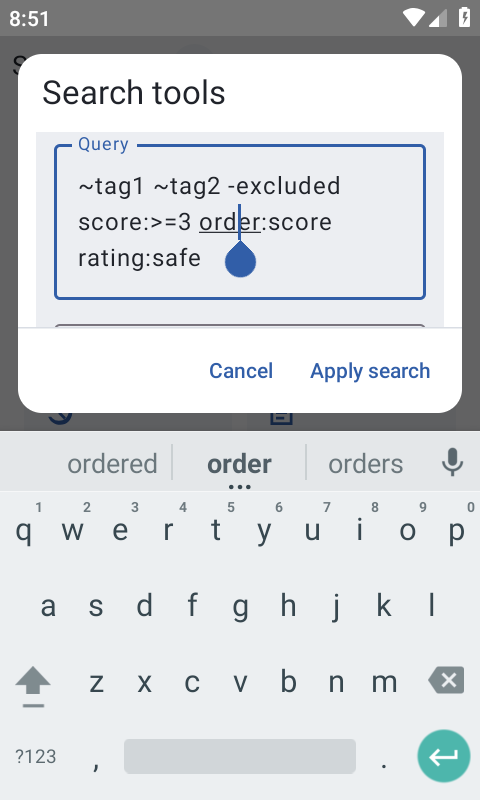 8:51
Search tools
Query
~tag1 ~tag2 -excluded
score:>=3 order:score
rating:safe
Cancel Apply search
ordered order orders
1 2 3 4 5 6 7 8 9 0
q w e r t y u i o p
a s d f g h j k l
z x c v b n m
?123 , .